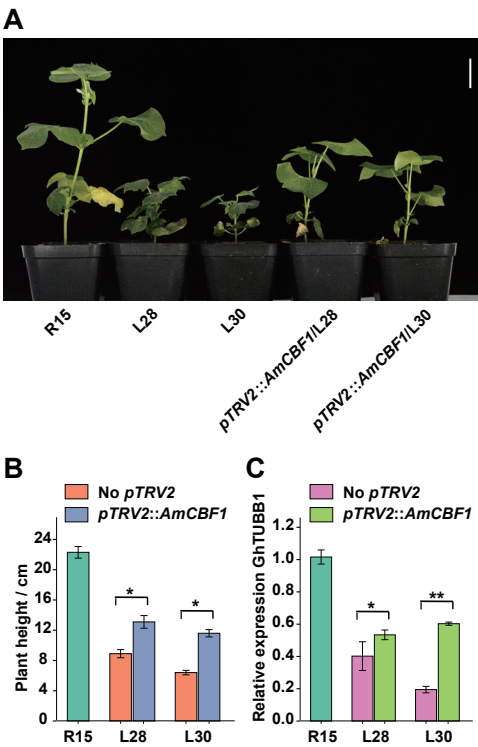 A
R15
L28
L30
pTRV2::AmCBF1/L28
pTRV2::AmCBF1/L30
B
No pTRV2
pTRV2::AmCBF1
Plant height / cm
24
20
16
12
8
4
0
*
*
R15
L28
L30
C
No pTRV2
pTRV2::AmCBF1
Relative expression GhTUBB1
1.2
1.0
0.8
0.6
0.4
0.2
0.0
*
**
R15
L28
L30